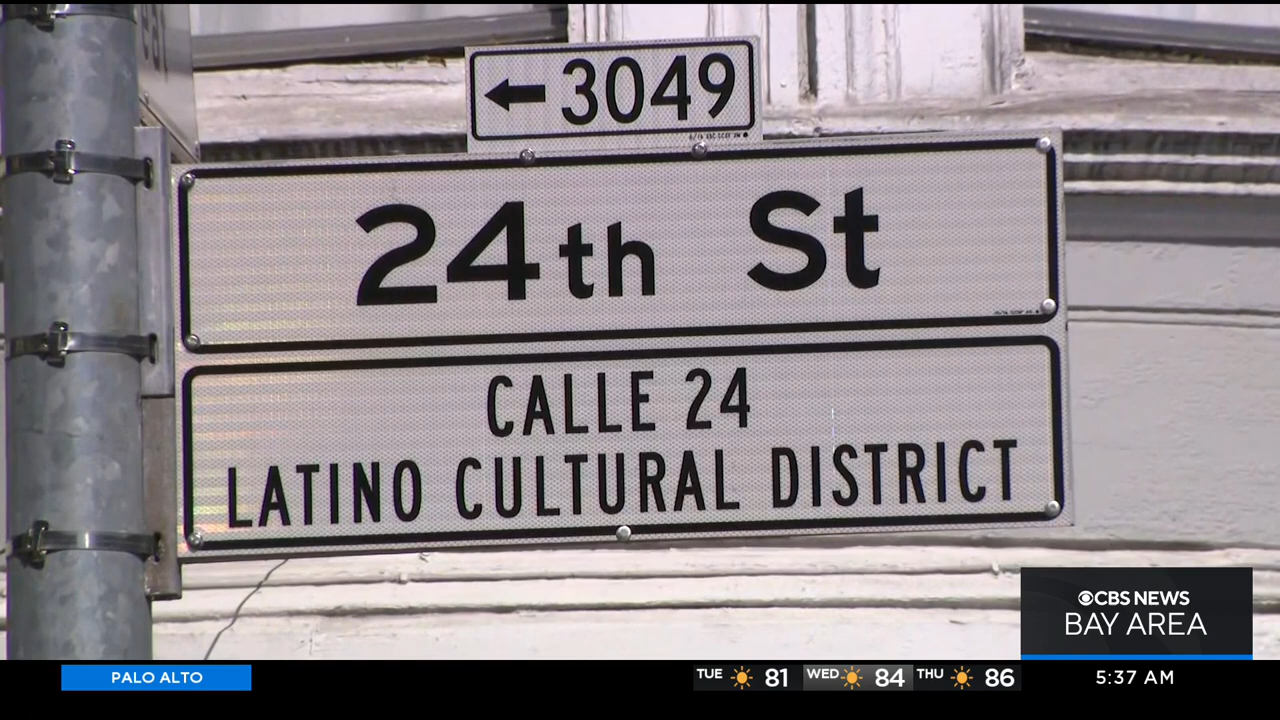 ← 3049
24th St
CALLE 24
LATINO CULTURAL DISTRICT
CBS NEWS
BAY AREA
PALO ALTO
TUE 81 WED 84 THU 86
5:37 AM